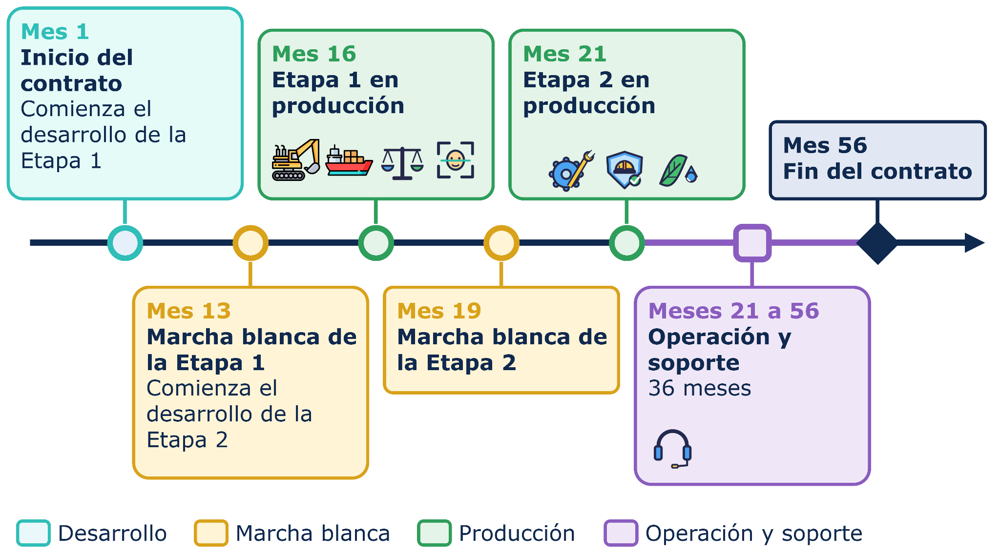 Mes 1
Inicio del
contrato
Comienza el
desarrollo de la
Etapa 1
Mes 16
Etapa 1 en
producción
Mes 21
Etapa 2 en
producción
Mes 56
Fin del contrato
Mes 13
Marcha blanca de
la Etapa 1
Comienza el
desarrollo de la
Etapa 2
Mes 19
Marcha blanca de
la Etapa 2
Meses 21 a 56
Operación y
soporte
36 meses
Desarrollo
Marcha blanca
Producción
Operación y soporte